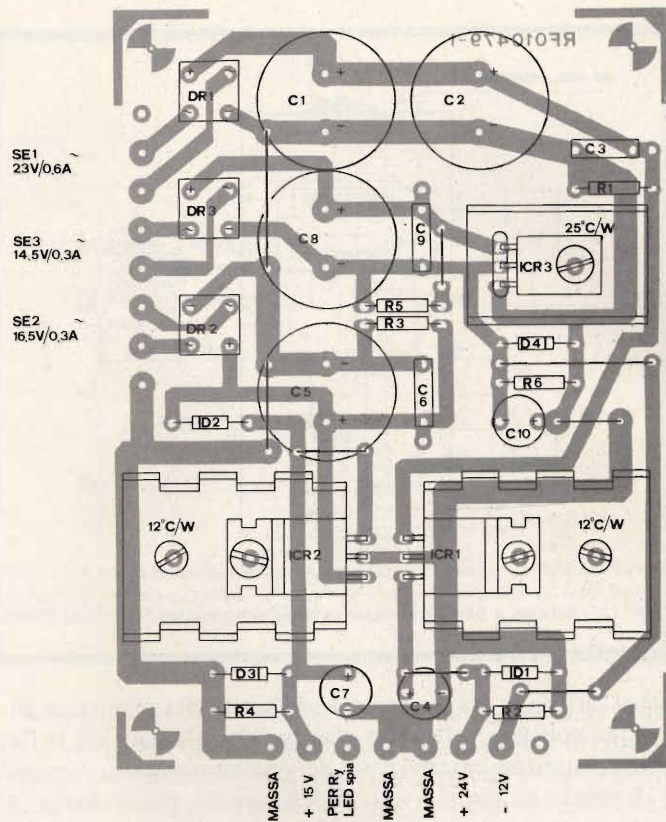 RF010479-1
DR1
C1
C2
C3
SE1 ~
23V/0,6A
R1
DR3
25°C/W
C8
C9
ICR3
SE3 ~
14,5V/0,3A
R5
R3
DR2
SE2 ~
16,5V/0,3A
D4
R6
C5
C6
C10
D2
12°C/W
12°C/W
ICR2
ICR1
D3
C7
C4
D1
R4
R2
MASSA
+ 15 V
PER Rγ
LED spia
MASSA
MASSA
+ 24V
- 12V